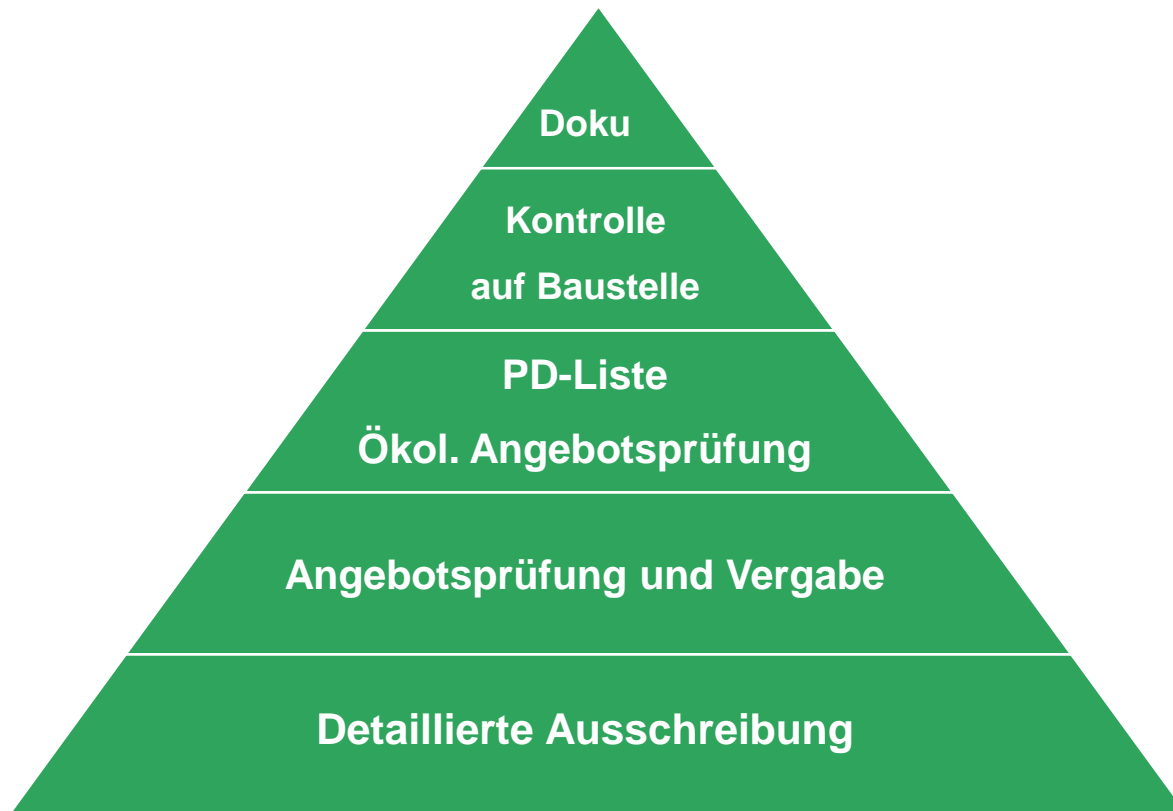 Doku
Kontrolle
auf Baustelle
PD-Liste
Ökol. Angebotsprüfung
Angebotsprüfung und Vergabe
Detaillierte Ausschreibung